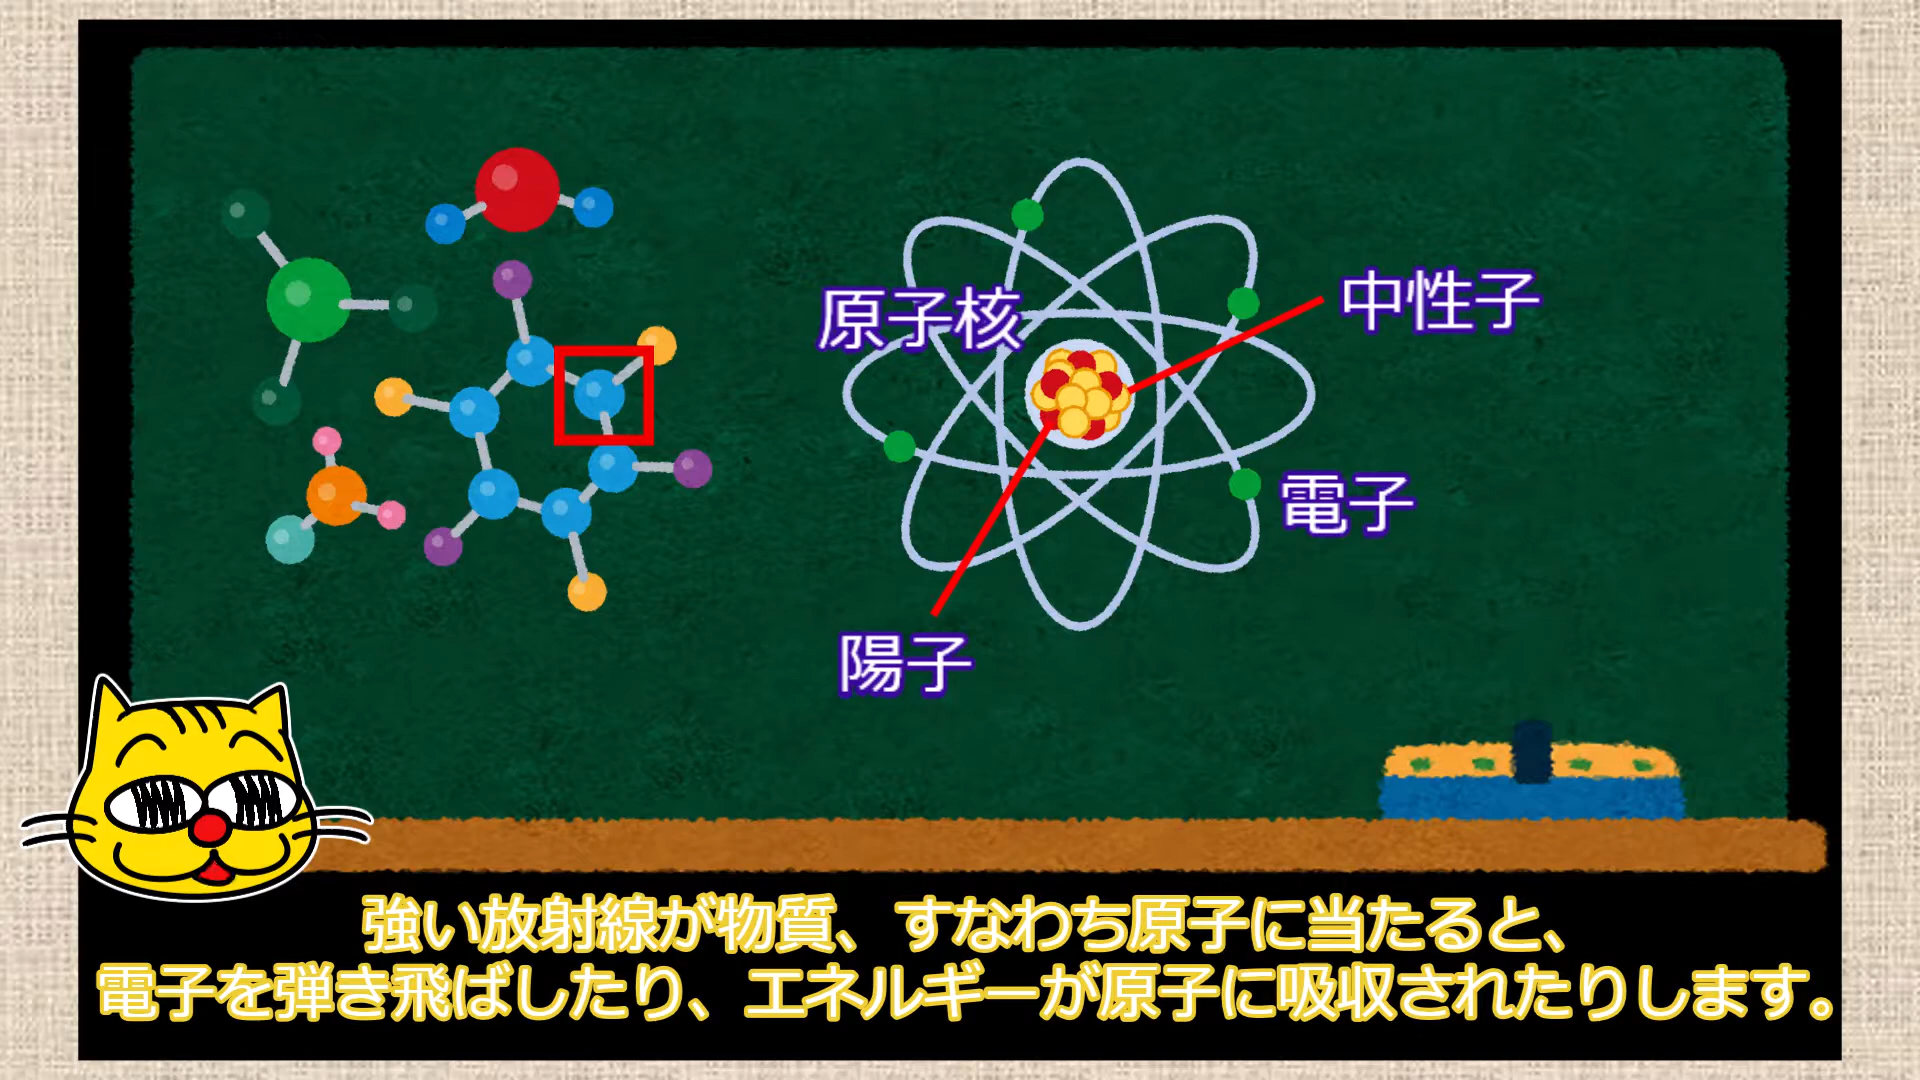 原子核
中性子
電子
陽子
強い放射線が物質、すなわち原子に当たると、
電子を弾き飛ばしたり、エネルギーが原子に吸収されたりします。